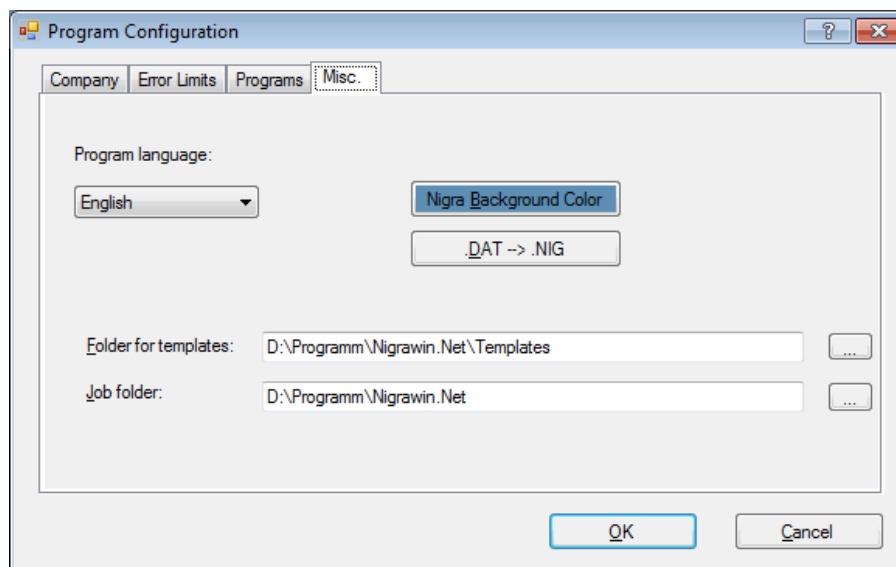 Program Configuration
Company Error Limits Programs Misc.
Program language:
English
Nigra Background Color
.DAT --> .NIG
Folder for templates: D:\Programm\Nigrawin.Net\Templates ...
Job folder: D:\Programm\Nigrawin.Net ...
OK Cancel